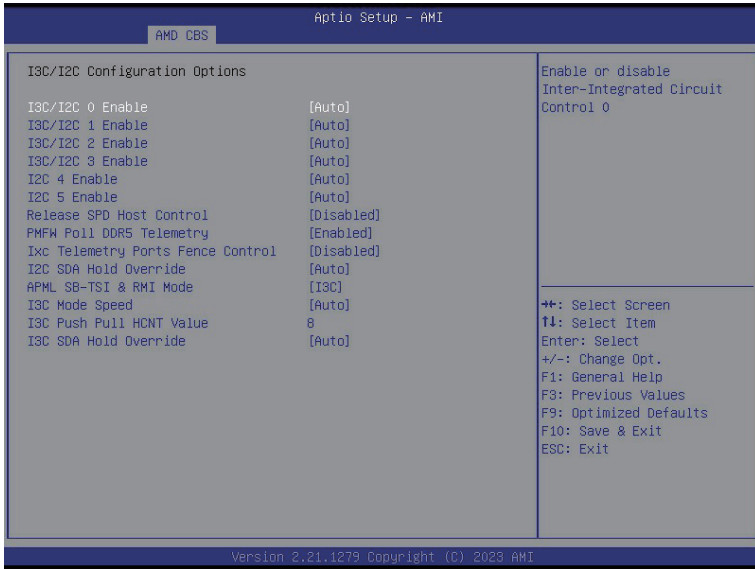 Aptio Setup – AMI
AMD CBS
I3C/I2C Configuration Options
I3C/I2C 0 Enable [Auto]
I3C/I2C 1 Enable [Auto]
I3C/I2C 2 Enable [Auto]
I3C/I2C 3 Enable [Auto]
I2C 4 Enable [Auto]
I2C 5 Enable [Auto]
Release SPD Host Control [Disabled]
PMFW Poll DDR5 Telemetry [Enabled]
Ixc Telemetry Ports Fence Control [Disabled]
I2C SDA Hold Override [Auto]
APML SB-TSI & RMI Mode [I3C]
I3C Mode Speed [Auto]
I3C Push Pull HCNT Value 8
I3C SDA Hold Override [Auto]
Enable or disable
Inter-Integrated Circuit
Control 0
→←: Select Screen
↑↓: Select Item
Enter: Select
+/-: Change Opt.
F1: General Help
F3: Previous Values
F9: Optimized Defaults
F10: Save & Exit
ESC: Exit
Version 2.21.1279 Copyright (C) 2023 AMI